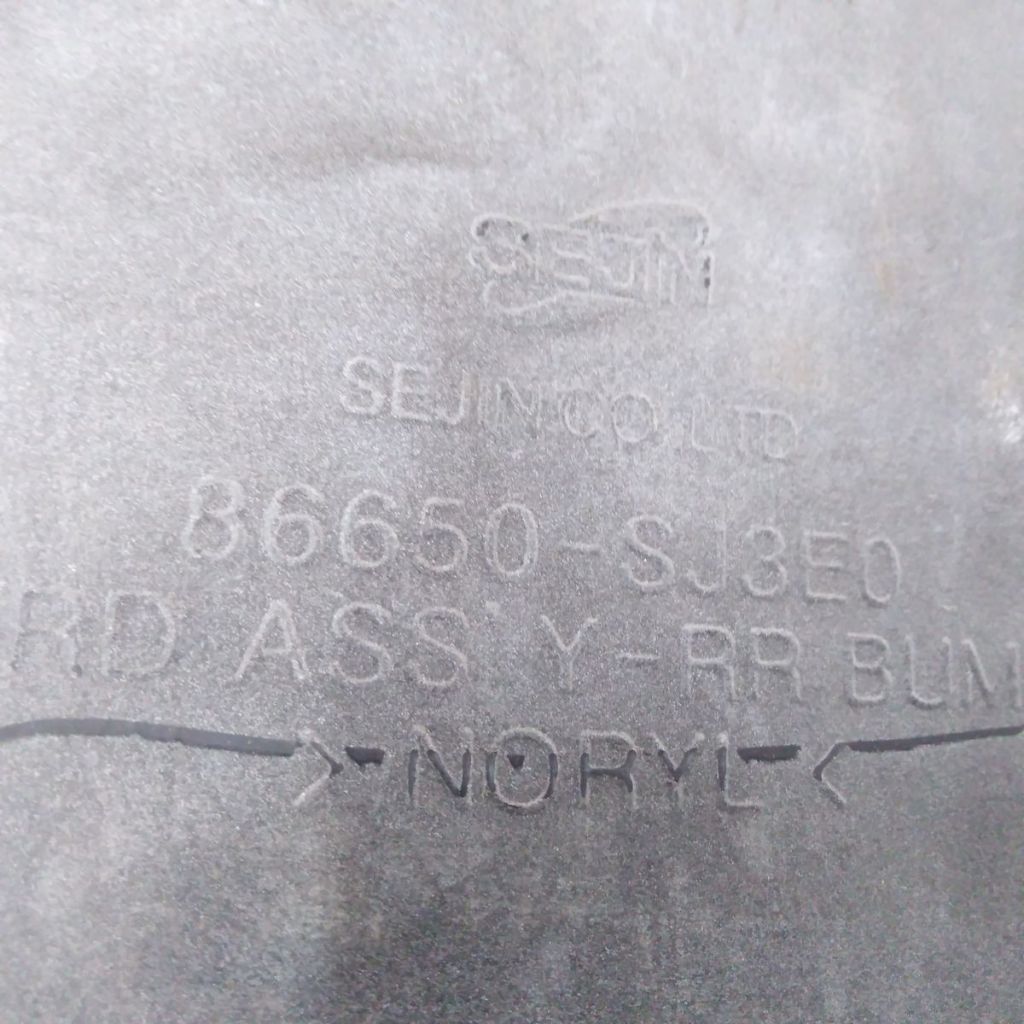 SEJIN
SEJIN CO, LTD
86650-SJ3E0
RD ASS'Y-RR BUM
>NORYL<